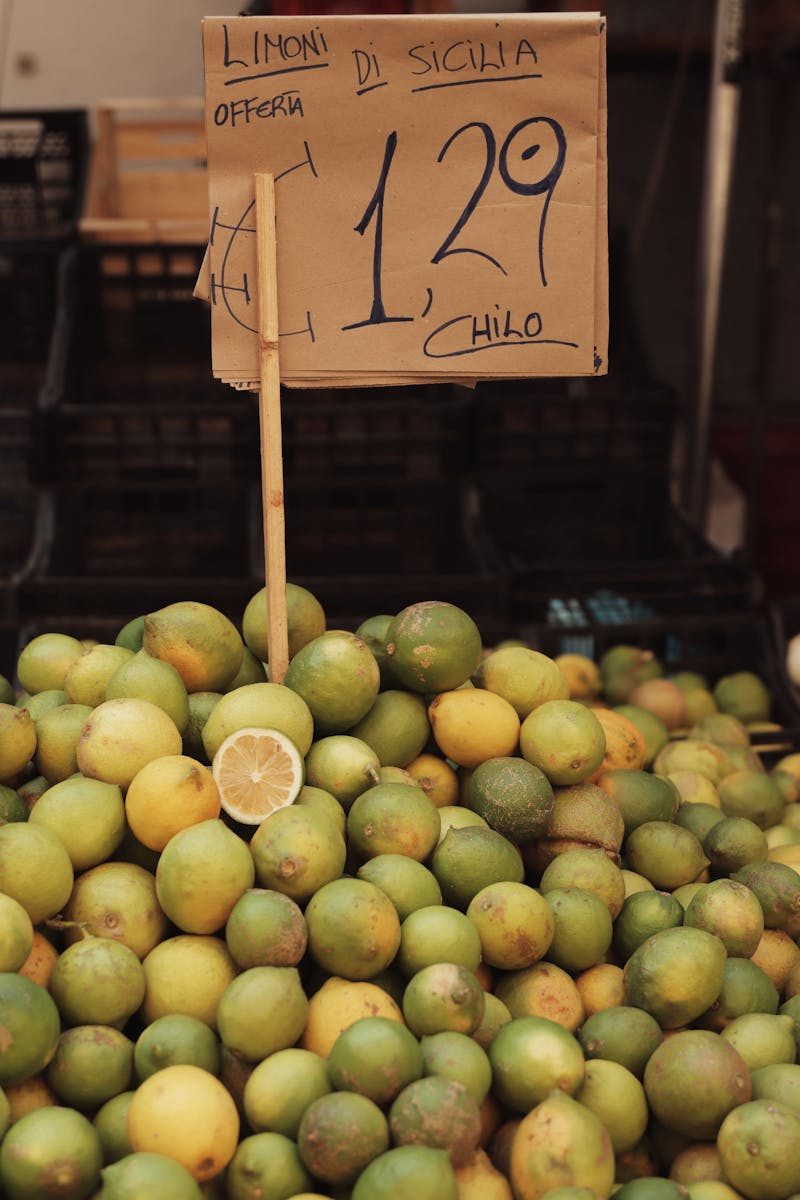 LIMONI DI SICILIA
OFFERTA
€ 1,29
CHILO